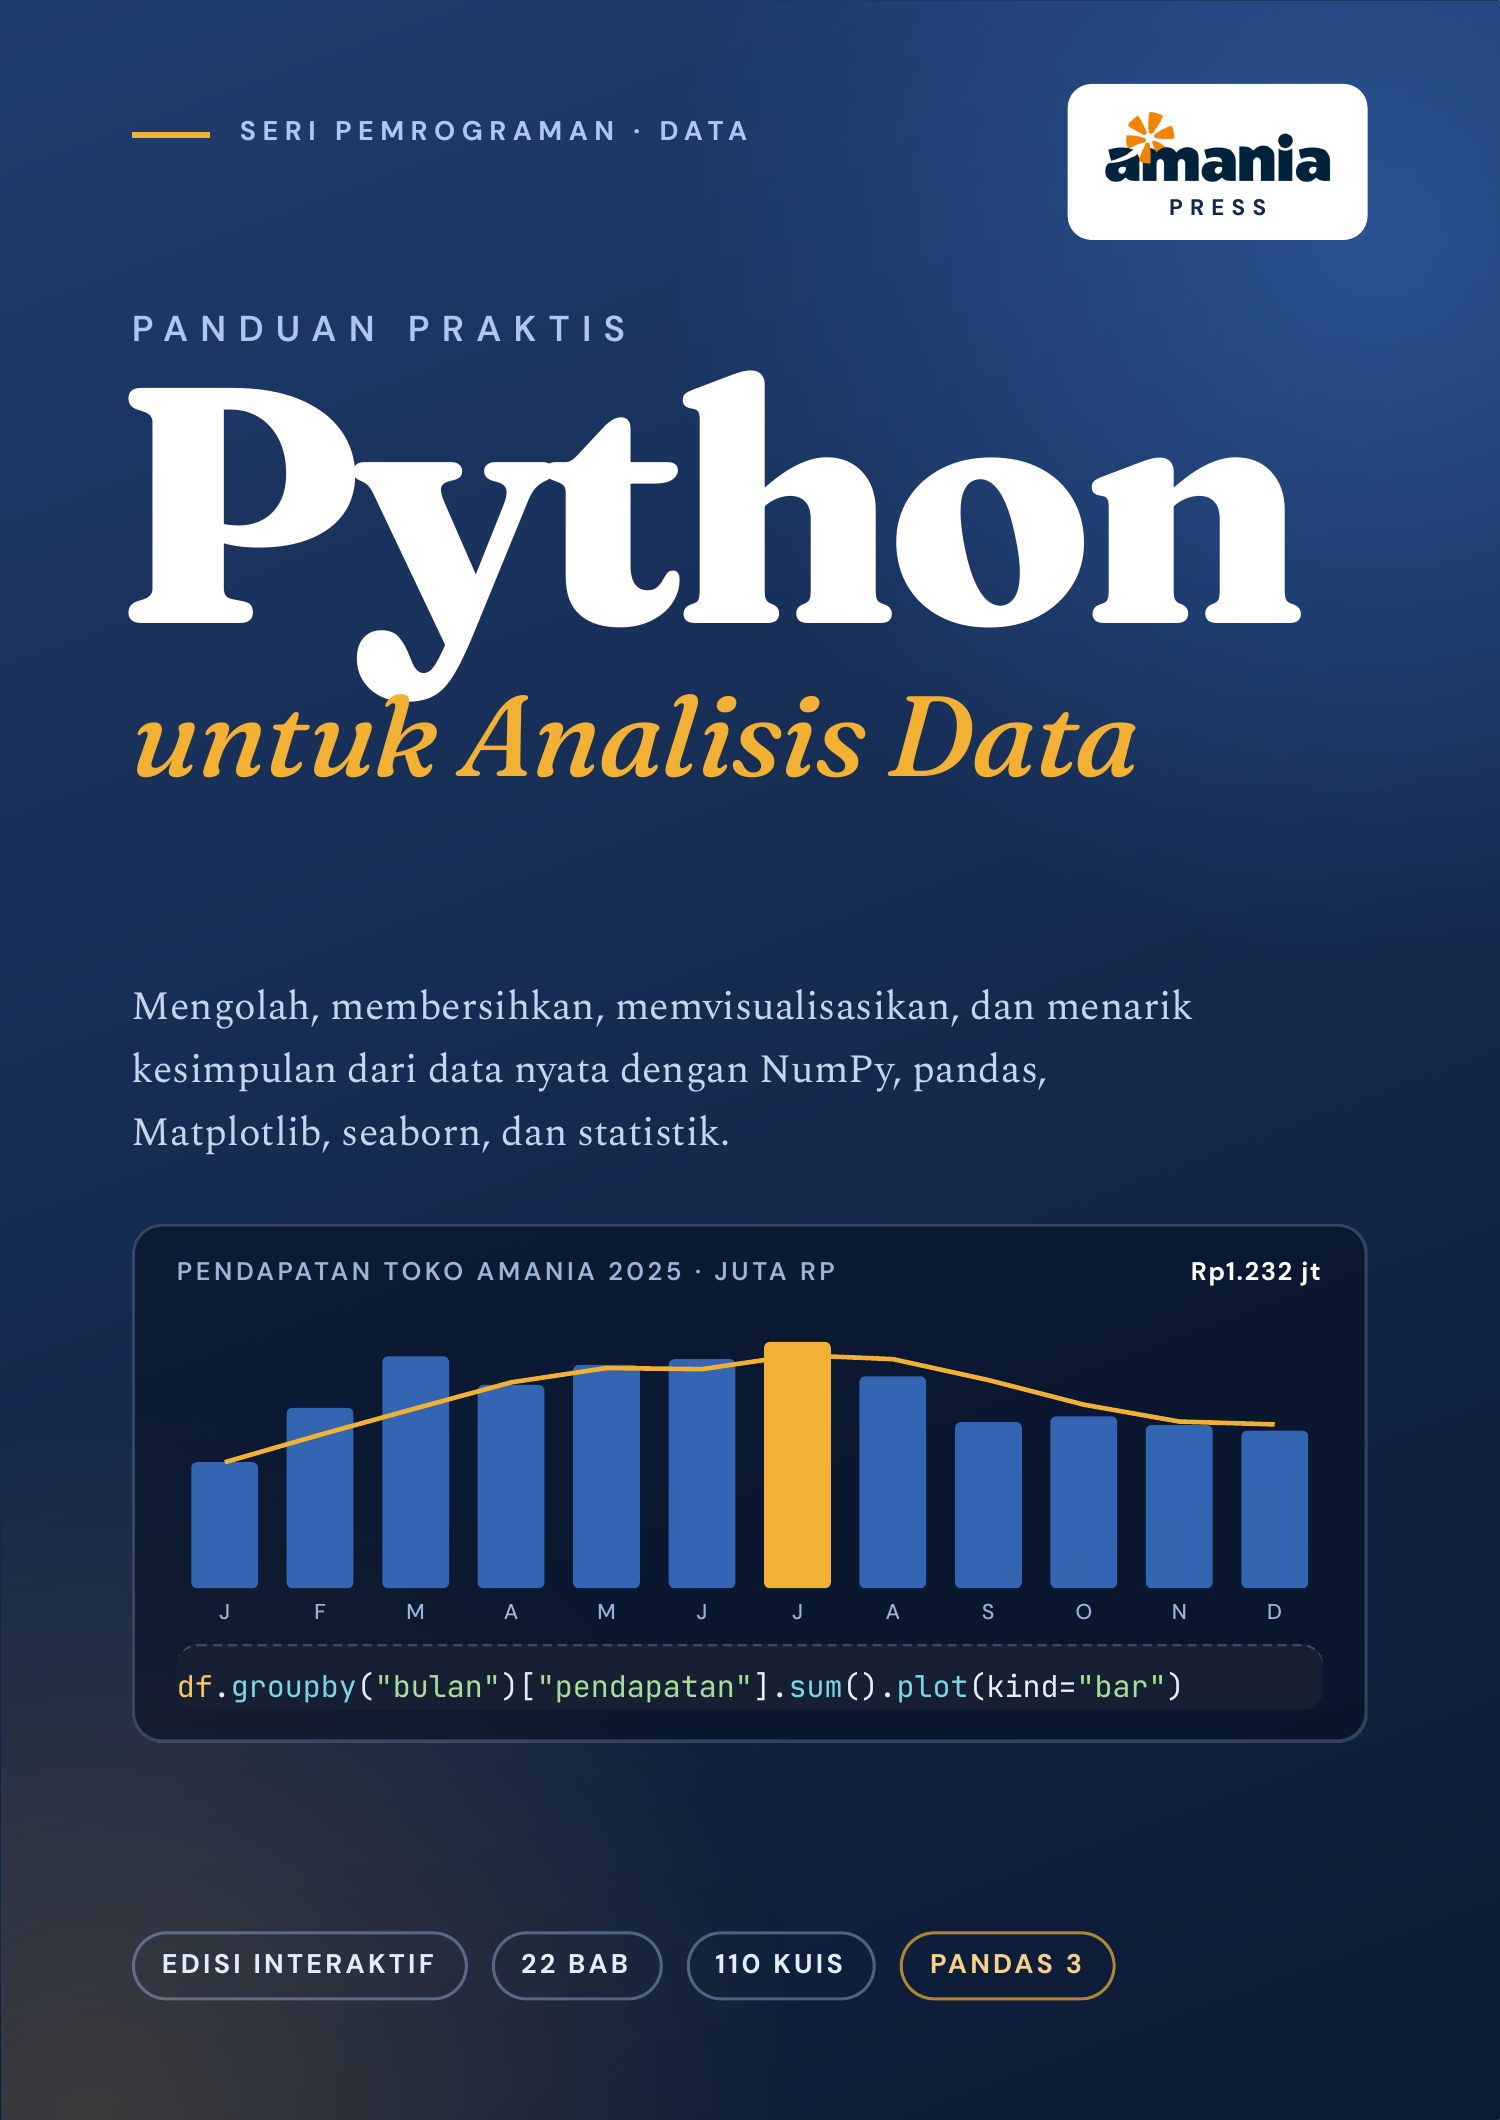 SERI PEMROGRAMAN · DATA
amania
PRESS
PANDUAN PRAKTIS
Python
untuk Analisis Data
Mengolah, membersihkan, memvisualisasikan, dan menarik
kesimpulan dari data nyata dengan NumPy, pandas,
Matplotlib, seaborn, dan statistik.
PENDAPATAN TOKO AMANIA 2025 · JUTA RP
Rp1.232 jt
J F M A M J J A S O N D
df.groupby("bulan")["pendapatan"].sum().plot(kind="bar")
EDISI INTERAKTIF
22 BAB
110 KUIS
PANDAS 3